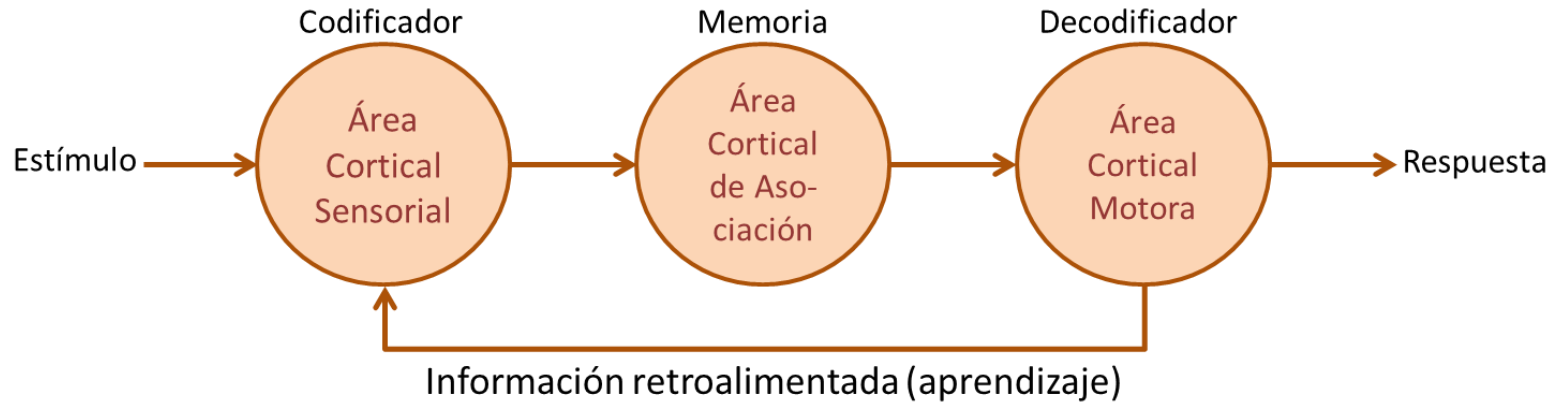 Codificador
Memoria
Decodificador
Estímulo
Área
Cortical
Sensorial
Área
Cortical
de Aso-
ciación
Área
Cortical
Motora
Respuesta
Información retroalimentada (aprendizaje)